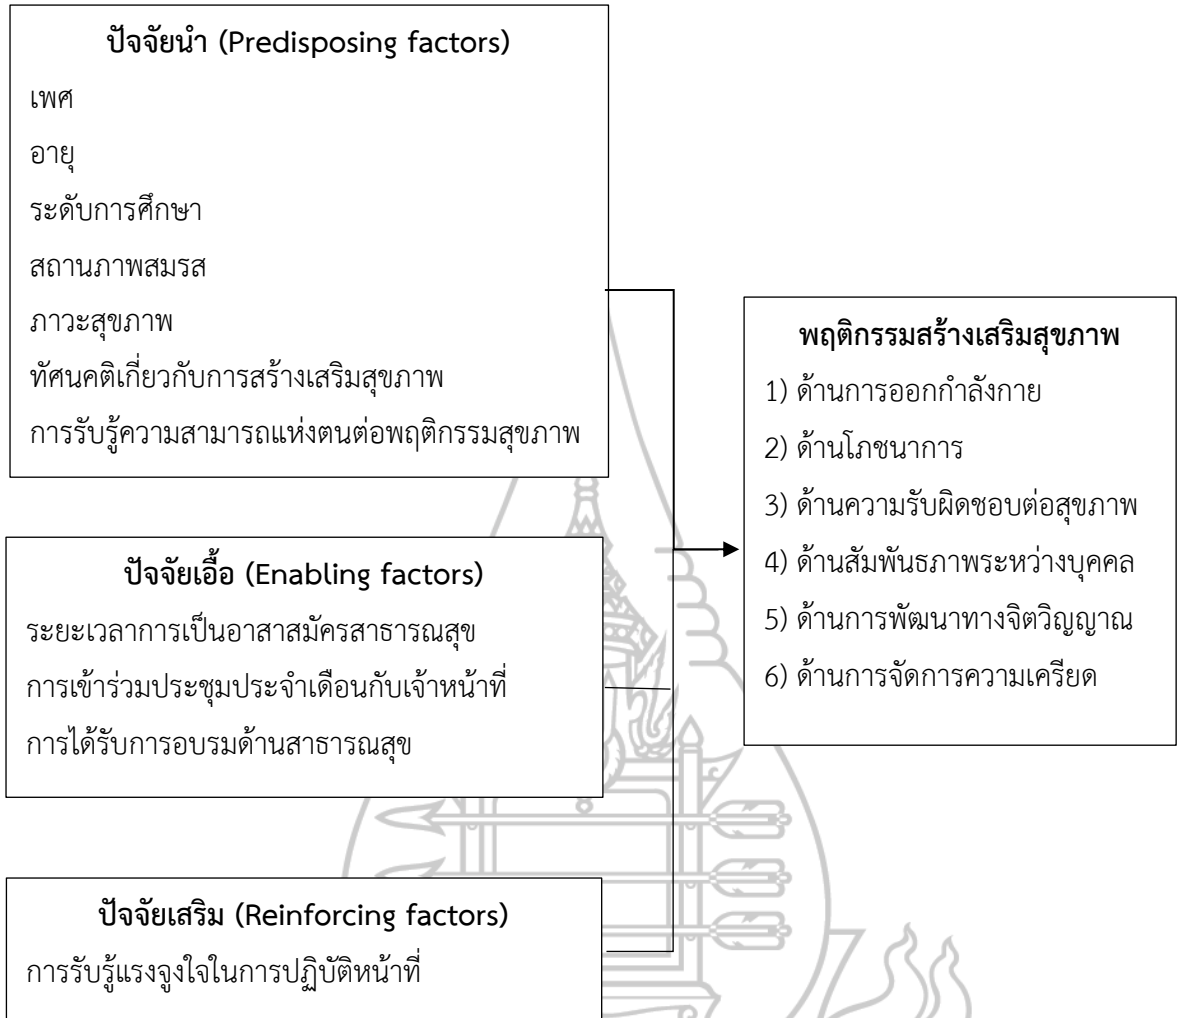 ปัจจัยนำ (Predisposing factors)
เพศ
อายุ
ระดับการศึกษา
สถานภาพสมรส
ภาวะสุขภาพ
ทัศนคติเกี่ยวกับการสร้างเสริมสุขภาพ
การรับรู้ความสามารถแห่งตนต่อพฤติกรรมสุขภาพ
ปัจจัยเอื้อ (Enabling factors)
ระยะเวลาการเป็นอาสาสมัครสาธารณสุข
การเข้าร่วมประชุมประจำเดือนกับเจ้าหน้าที่
การได้รับการอบรมด้านสาธารณสุข
ปัจจัยเสริม (Reinforcing factors)
การรับรู้แรงจูงใจในการปฏิบัติหน้าที่
พฤติกรรมสร้างเสริมสุขภาพ
1) ด้านการออกกำลังกาย
2) ด้านโภชนาการ
3) ด้านความรับผิดชอบต่อสุขภาพ
4) ด้านสัมพันธภาพระหว่างบุคคล
5) ด้านการพัฒนาทางจิตวิญญาณ
6) ด้านการจัดการความเครียด